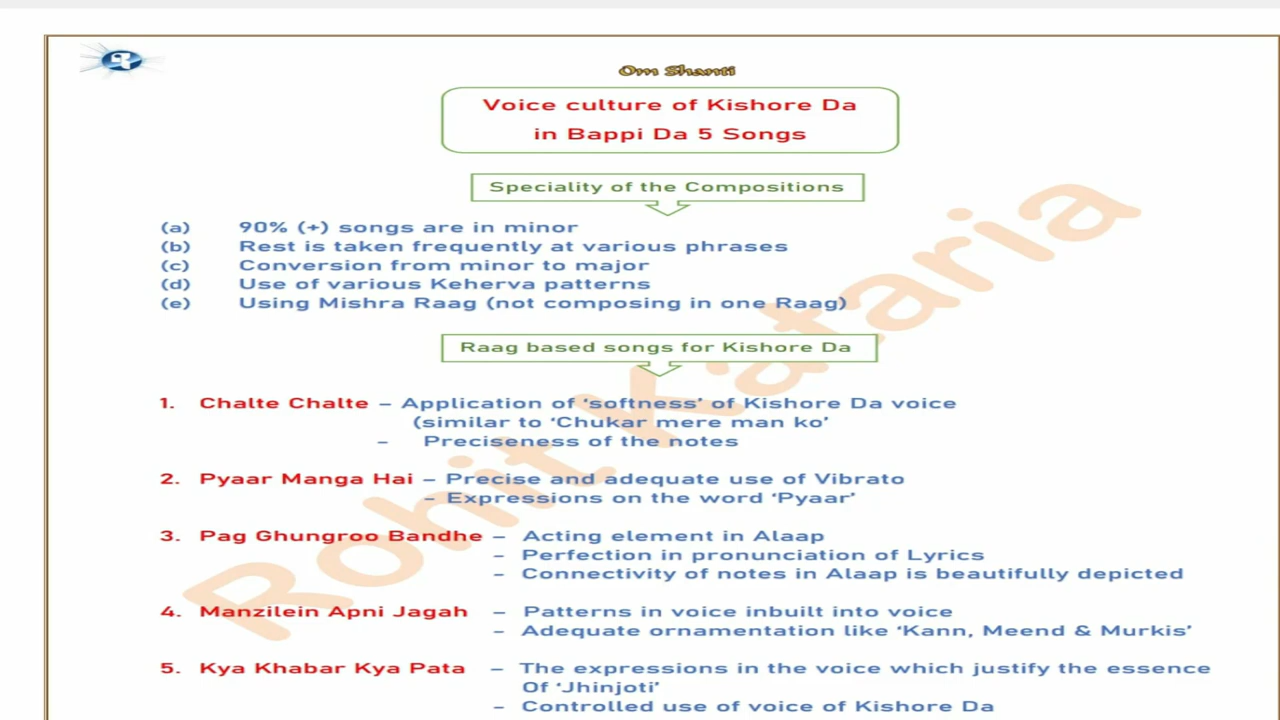 Om Shanti
Voice culture of Kishore Da
in Bappi Da 5 Songs
Speciality of the Compositions
(a) 90% (+) songs are in minor
(b) Rest is taken frequently at various phrases
(c) Conversion from minor to major
(d) Use of various Keherva patterns
(e) Using Mishra Raag (not composing in one Raag)
Raag based songs for Kishore Da
1. Chalte Chalte – Application of ‘softness’ of Kishore Da voice
(similar to ‘Chukar mere man ko’
– Preciseness of the notes
2. Pyaar Manga Hai – Precise and adequate use of Vibrato
– Expressions on the word ‘Pyaar’
3. Pag Ghungroo Bandhe – Acting element in Alaap
– Perfection in pronunciation of Lyrics
– Connectivity of notes in Alaap is beautifully depicted
4. Manzilein Apni Jagah – Patterns in voice inbuilt into voice
– Adequate ornamentation like ‘Kann, Meend & Murkis’
5. Kya Khabar Kya Pata – The expressions in the voice which justify the essence
Of ‘Jhinjoti’
– Controlled use of voice of Kishore Da
Rohit Kataria